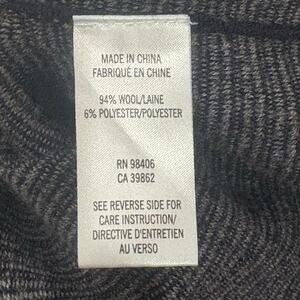 MADE IN CHINA
FABRIQUÉ EN CHINE
94% WOOL/LAINE
6% POLYESTER/POLYESTER
RN 98406
CA 39862
SEE REVERSE SIDE FOR
CARE INSTRUCTION/
DIRECTIVE D'ENTRETIEN
AU VERSO